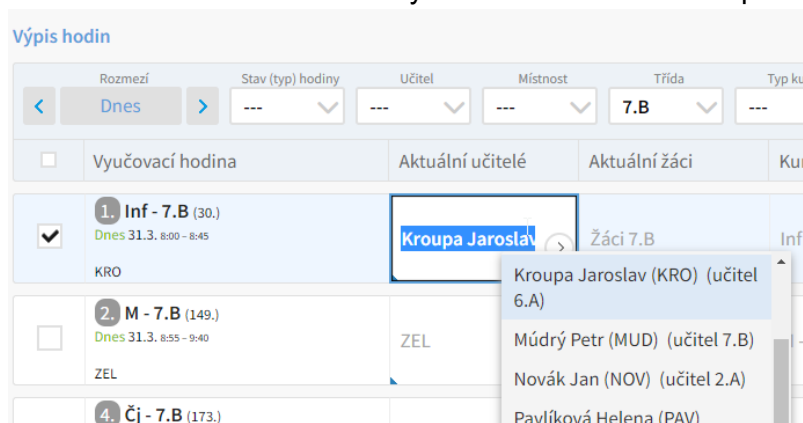 Výpis hodin
Rozmezí Stav (typ) hodiny Učitel Místnost Třída
Dnes --- --- --- 7.B ---
Vyučovací hodina Aktuální učitelé Aktuální žáci
1. Inf - 7.B (30.)
Dnes 31.3. 8:00 – 8:45
KRO
Kroupa Jaroslav
Žáci 7.B
Inf
Kroupa Jaroslav (KRO) (učitel
6.A)
Múdrý Petr (MUD) (učitel 7.B)
Novák Jan (NOV) (učitel 2.A)
Pavlíková Helena (PAV)
2. M - 7.B (149.)
Dnes 31.3. 8:55 – 9:40
ZEL
ZEL
4. Čj - 7.B (173.)